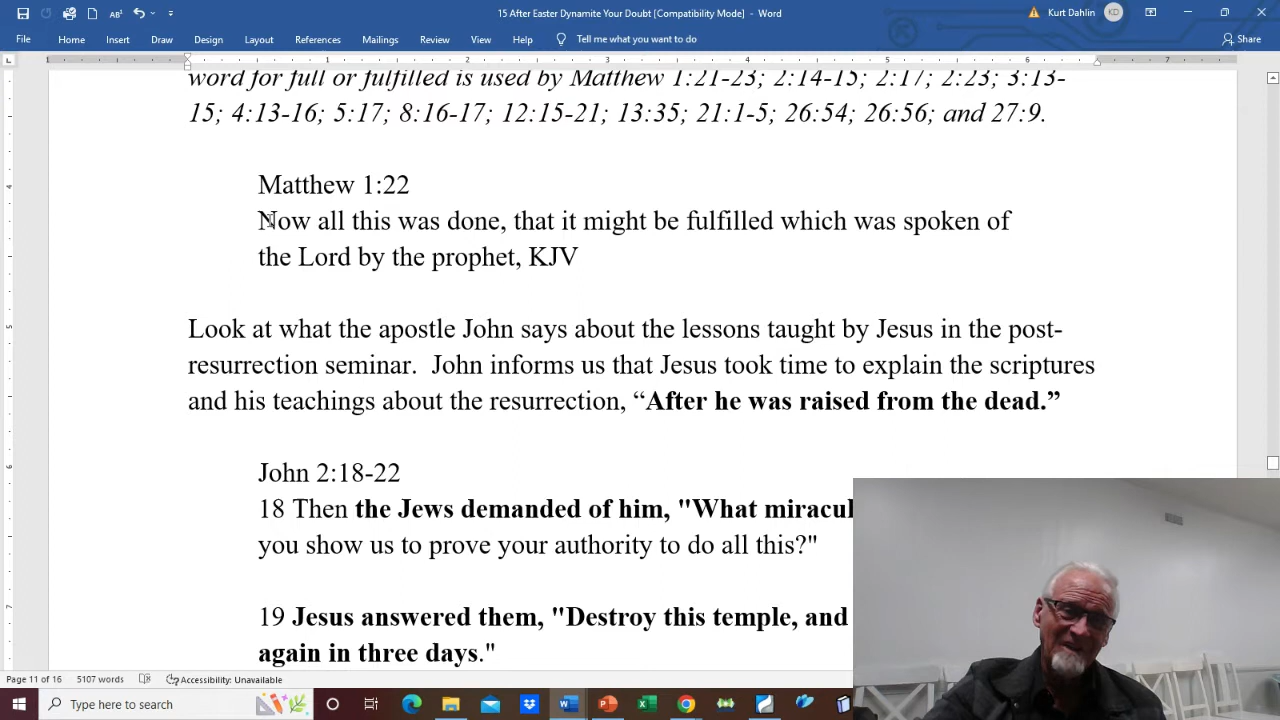 15 After Easter Dynamite Your Doubt [Compatibility Mode] - Word
Kurt Dahlin
KD
File Home Insert Draw Design Layout References Mailings Review View Help Tell me what you want to do
Share
word for full or fulfilled is used by Matthew 1:21-23; 2:14-15; 2:17; 2:23; 3:13-
15; 4:13-16; 5:17; 8:16-17; 12:15-21; 13:35; 21:1-5; 26:54; 26:56; and 27:9.
Matthew 1:22
Now all this was done, that it might be fulfilled which was spoken of
the Lord by the prophet, KJV
Look at what the apostle John says about the lessons taught by Jesus in the post-
resurrection seminar. John informs us that Jesus took time to explain the scriptures
and his teachings about the resurrection, “After he was raised from the dead.”
John 2:18-22
18 Then the Jews demanded of him, "What miracul
you show us to prove your authority to do all this?"
19 Jesus answered them, "Destroy this temple, and
again in three days."
Page 11 of 16 5107 words Accessibility: Unavailable
Type here to search